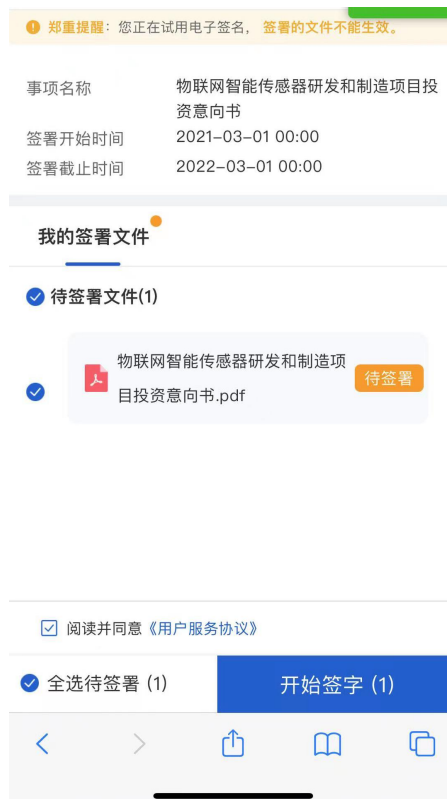 郑重提醒：您正在试用电子签名，签署的文件不能生效。
事项名称 物联网智能传感器研发和制造项目投
资意向书
签署开始时间 2021-03-01 00:00
签署截止时间 2022-03-01 00:00
我的签署文件
待签署文件(1)
物联网智能传感器研发和制造项
目投资意向书.pdf
待签署
阅读并同意《用户服务协议》
全选待签署 (1)
开始签字 (1)